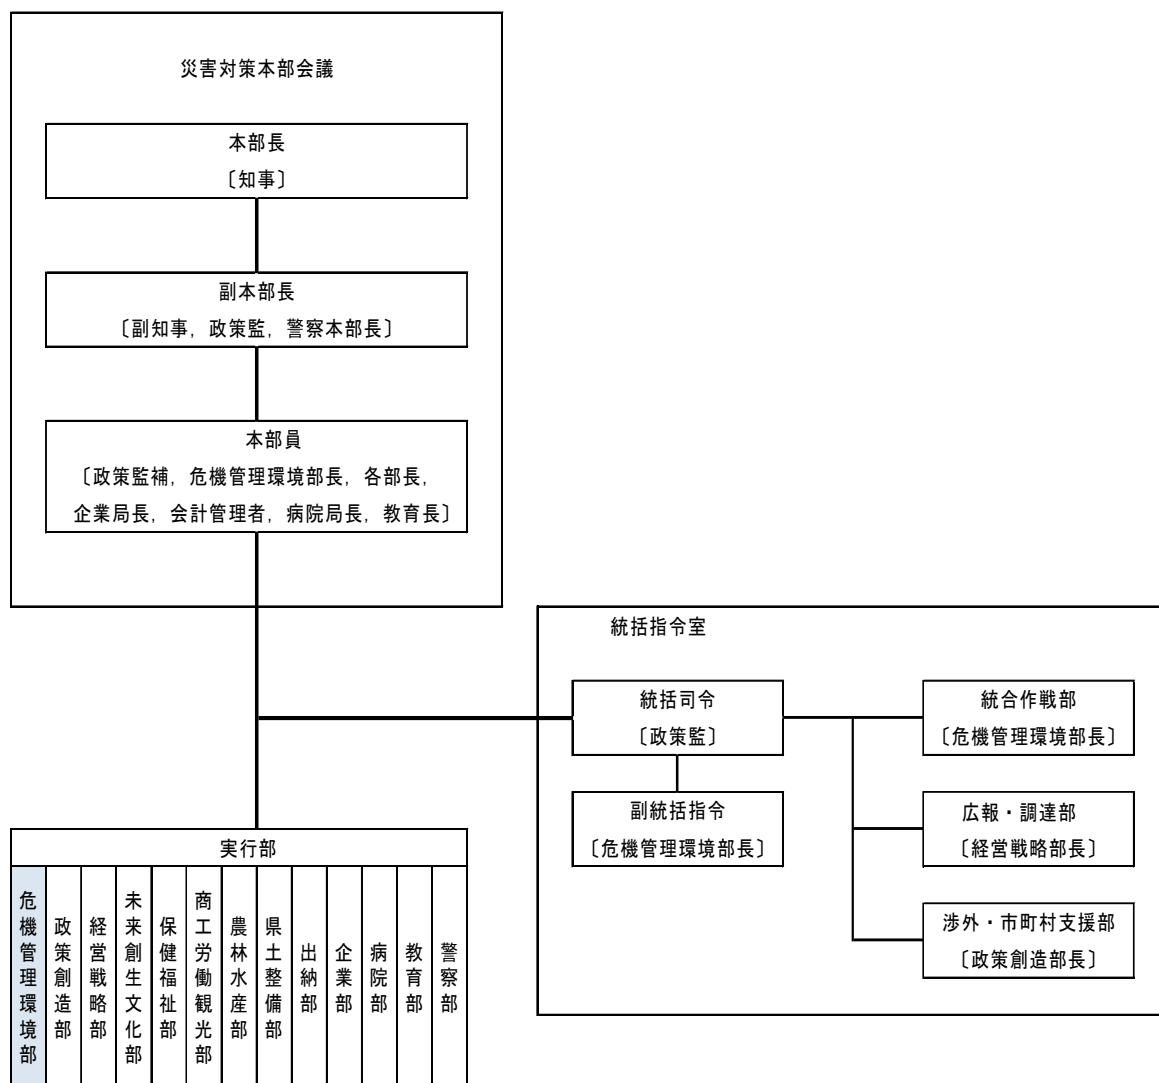 災害対策本部会議
本部長
〔知事〕
副本部長
〔副知事，政策監，警察本部長〕
本部員
〔政策監補，危機管理環境部長，各部長，
企業局長，会計管理者，病院局長，教育長〕
統括指令室
統括司令
〔政策監〕
副統括指令
〔危機管理環境部長〕
統合作戦部
〔危機管理環境部長〕
広報・調達部
〔経営戦略部長〕
渉外・市町村支援部
〔政策創造部長〕
実行部
危機管理環境部
政策創造部
経営戦略部
未来創生文化部
保健福祉部
商工労働観光部
農林水産部
県土整備部
出納部
企業部
病院部
教育部
警察部